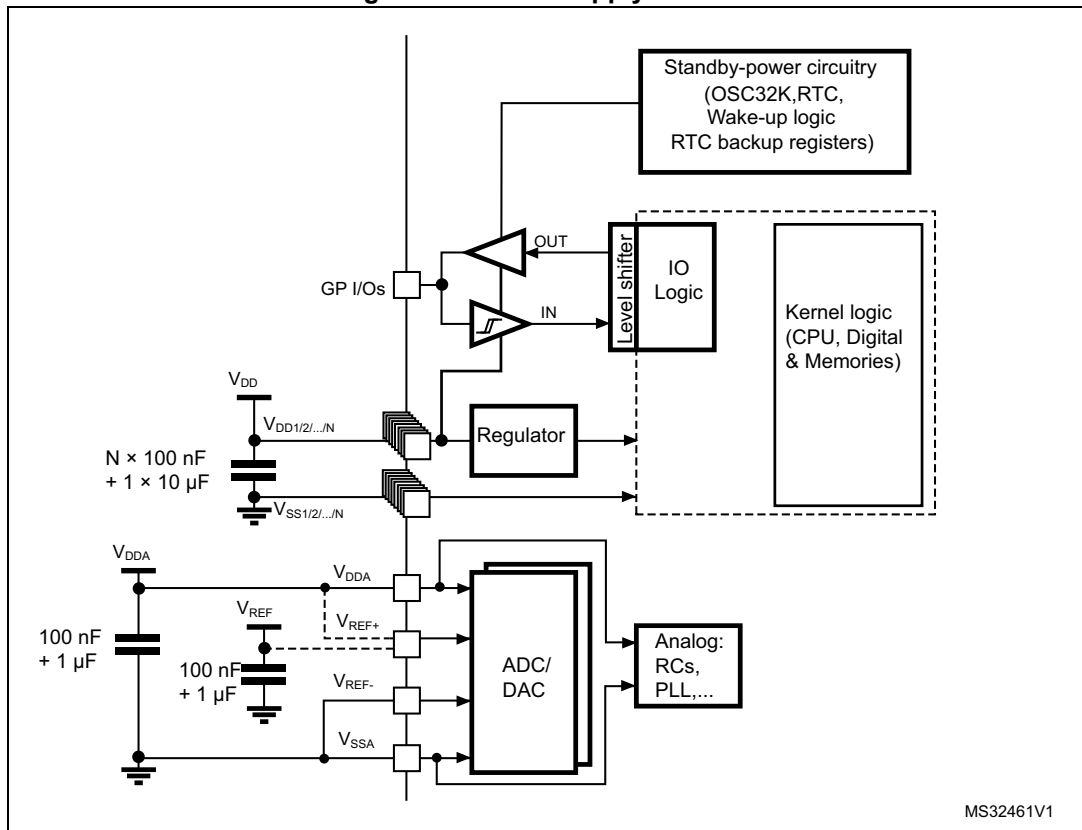 Standby-power circuitry
(OSC32K,RTC,
Wake-up logic
RTC backup registers)
OUT
GP I/Os
IN
Level shifter
IO
Logic
Kernel logic
(CPU, Digital
& Memories)
VDD
VDD1/2/.../N
Regulator
N × 100 nF
+ 1 × 10 µF
VSS1/2/.../N
VDDA
VDDA
VREF
VREF+
100 nF
+ 1 µF
100 nF
+ 1 µF
VREF-
ADC/
DAC
Analog:
RCs,
PLL,...
VSSA
MS32461V1